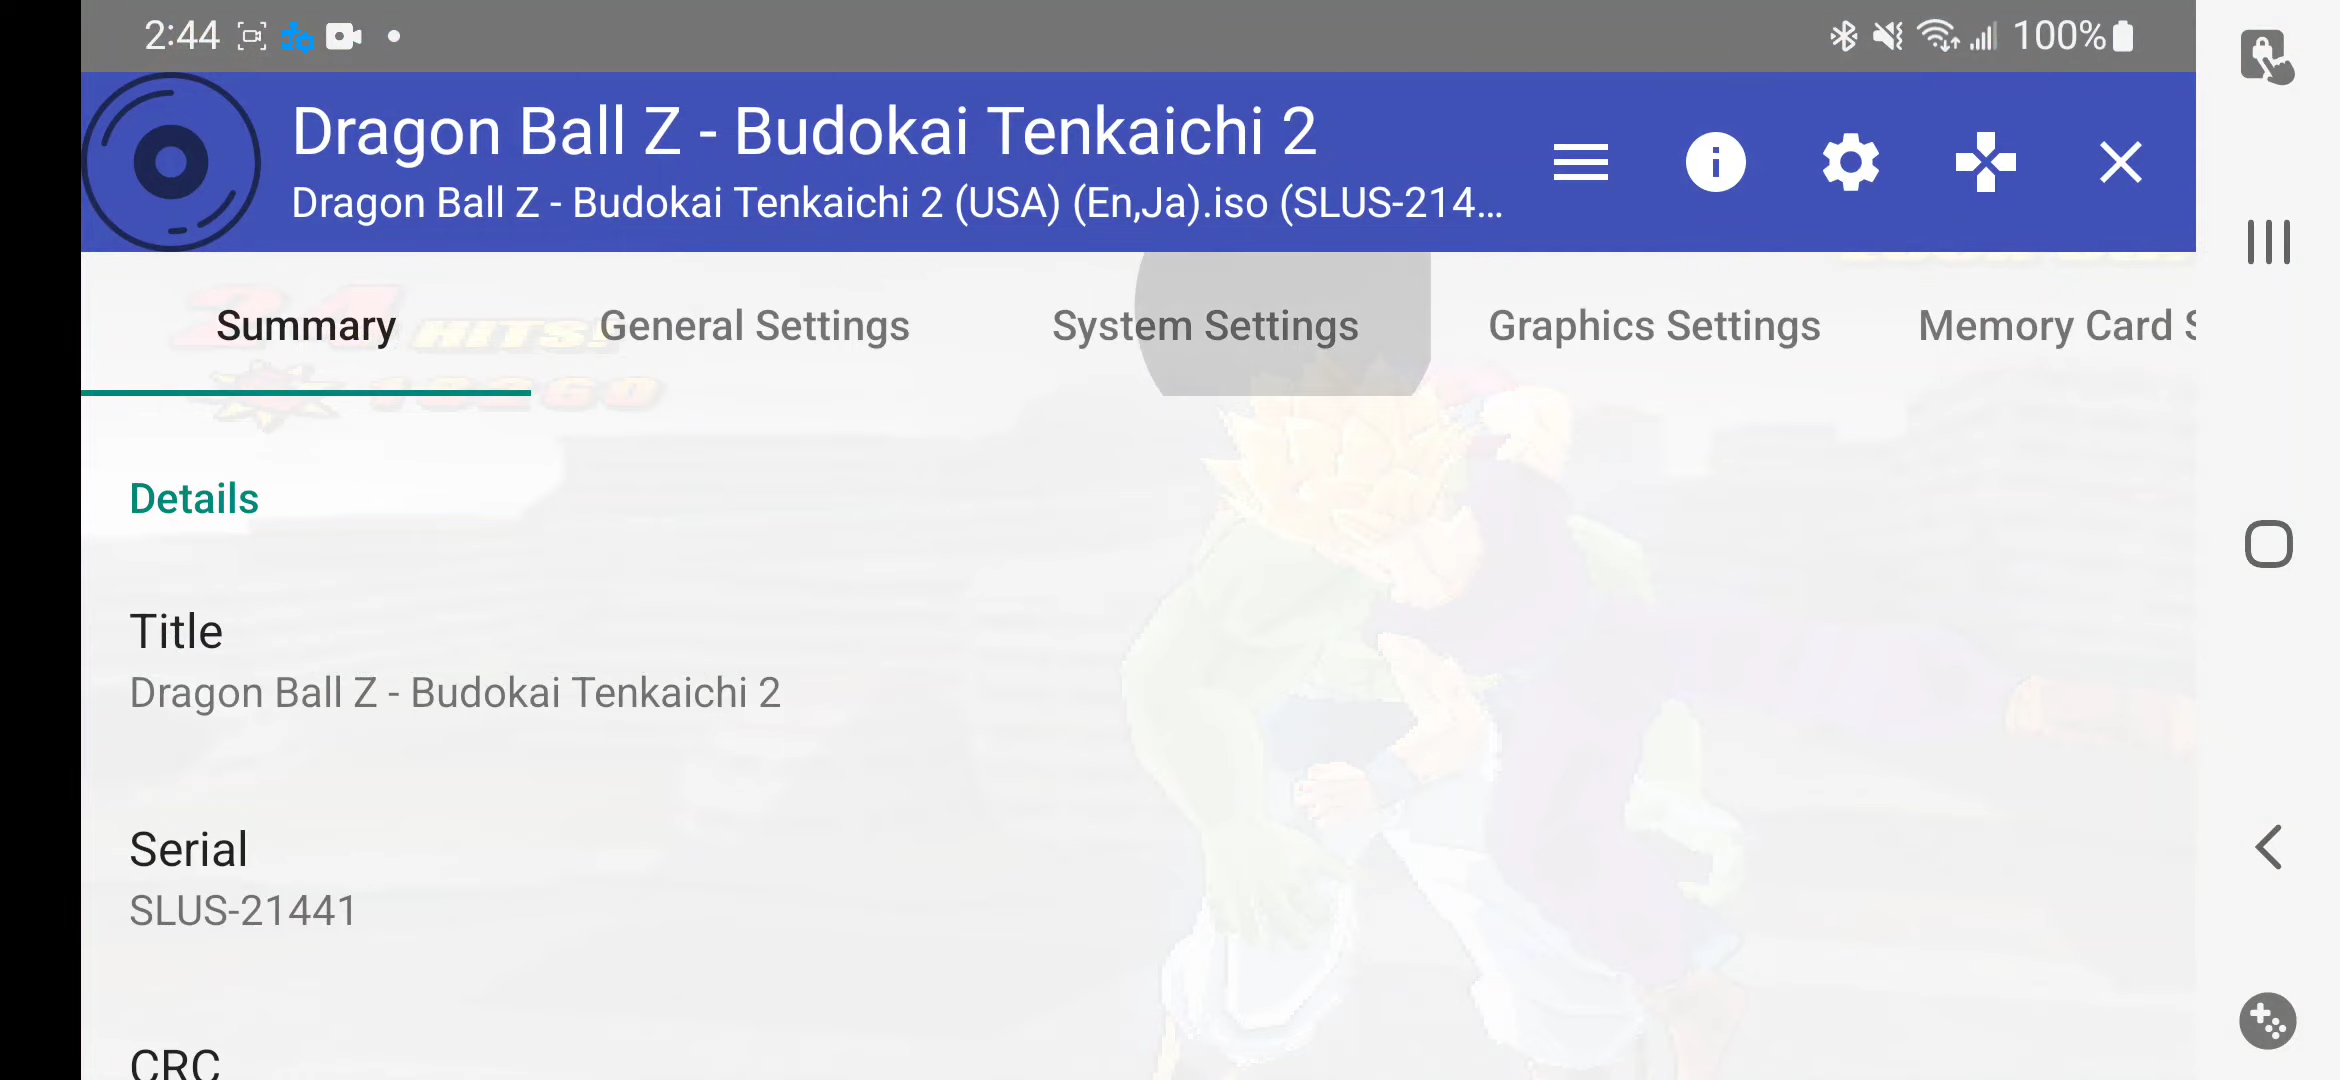 2:44
100%
Dragon Ball Z - Budokai Tenkaichi 2
Dragon Ball Z - Budokai Tenkaichi 2 (USA) (En,Ja).iso (SLUS-214...
Summary
General Settings
System Settings
Graphics Settings
Memory Card S
24 HITS!
Details
Title
Dragon Ball Z - Budokai Tenkaichi 2
Serial
SLUS-21441
CRC